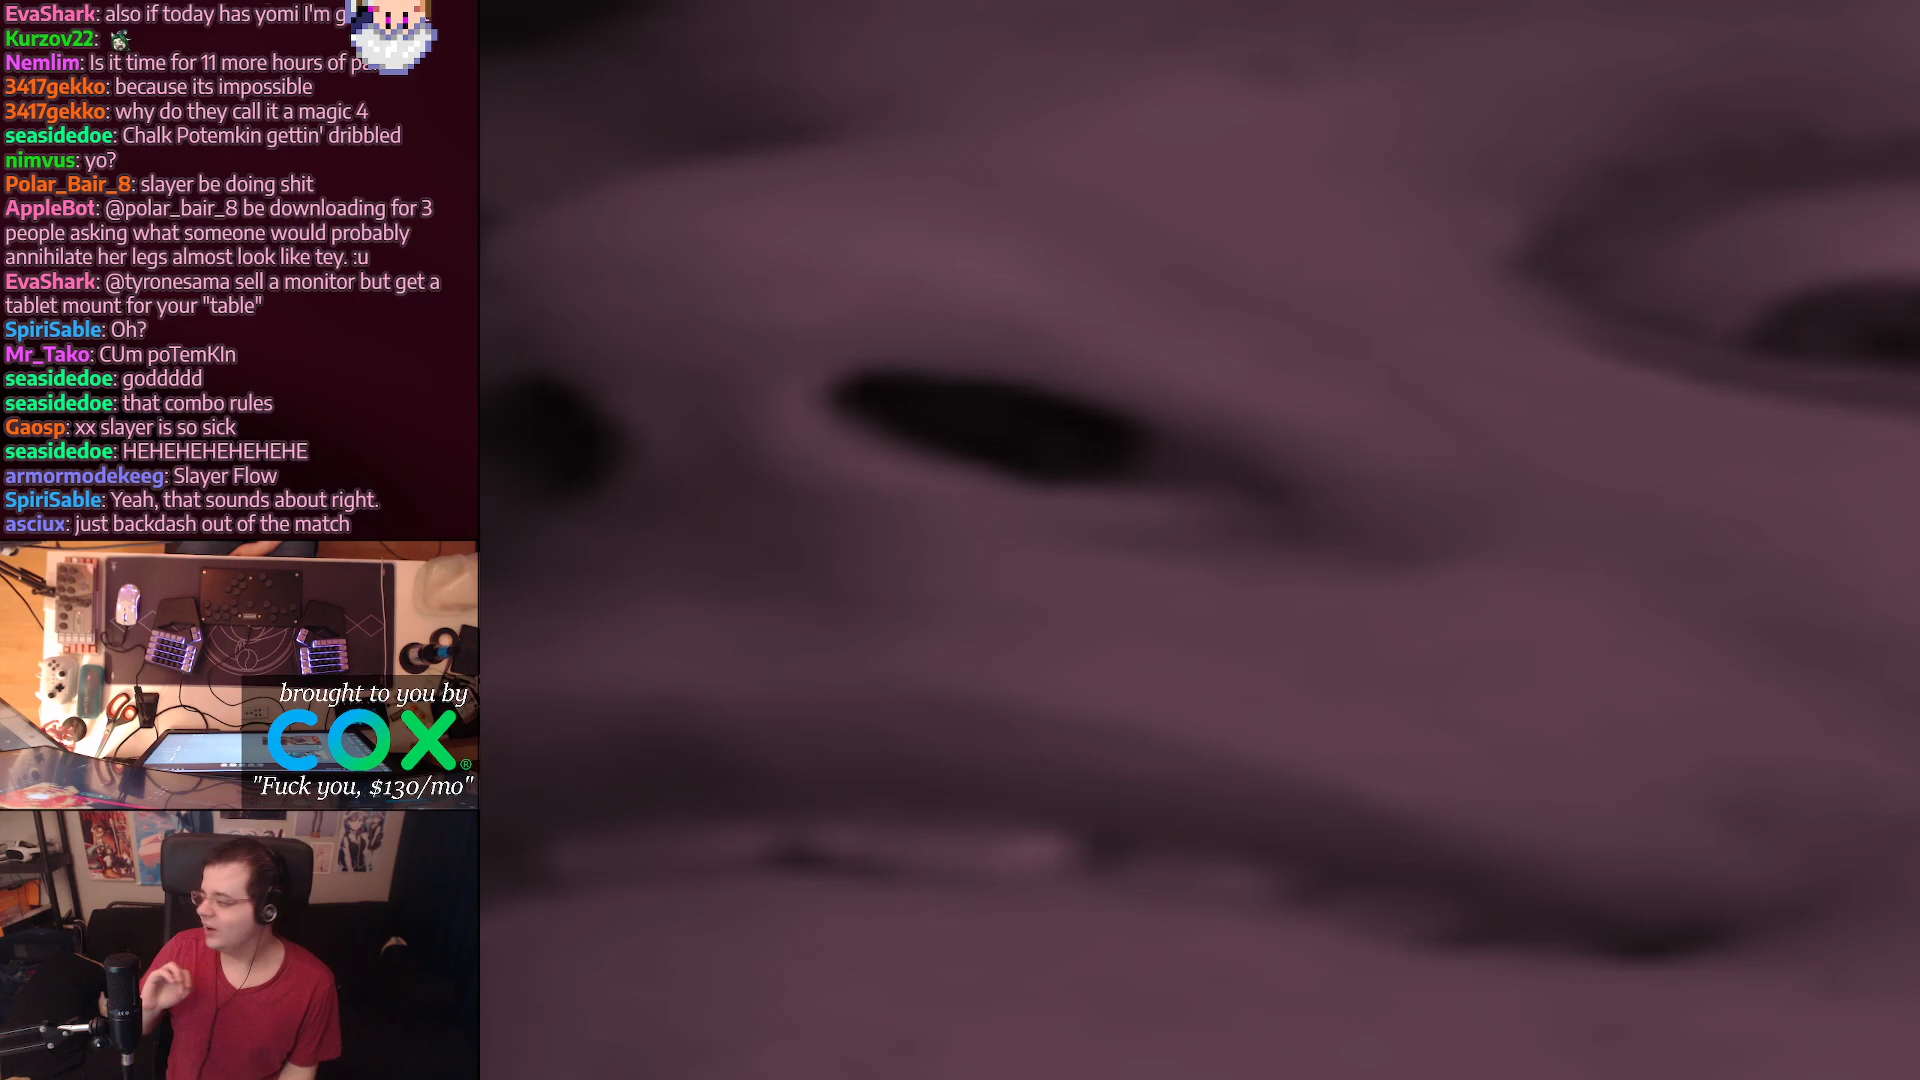 EvaShark: also if today has yomi I'm g
Kurzov22:
Nemlim: Is it time for 11 more hours of pa
3417gekko: because its impossible
3417gekko: why do they call it a magic 4
seasidedoe: Chalk Potemkin gettin' dribbled
nimvus: yo?
Polar_Bair_8: slayer be doing shit
AppleBot: @polar_bair_8 be downloading for 3
people asking what someone would probably
annihilate her legs almost look like tey. :u
EvaShark: @tyronesama sell a monitor but get a
tablet mount for your "table"
SpiriSable: Oh?
Mr_Tako: CUm poTemKIn
seasidedoe: goddddd
seasidedoe: that combo rules
Gaosp: xx slayer is so sick
seasidedoe: HEHEHEHEHEHEHE
armormodekeeg: Slayer Flow
SpiriSable: Yeah, that sounds about right.
asciux: just backdash out of the match
brought to you by
COX®
"Fuck you, $130/mo"